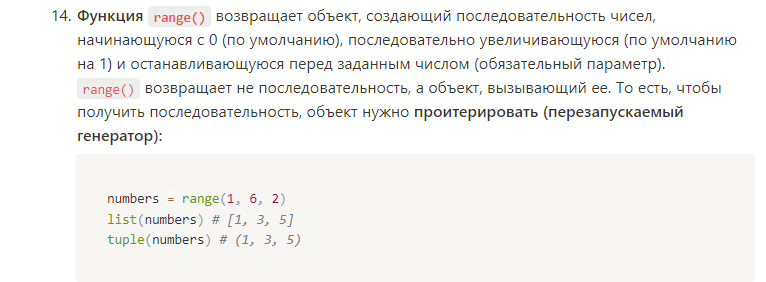 14. Функция range() возвращает объект, создающий последовательность чисел,
начинающуюся с 0 (по умолчанию), последовательно увеличивающуюся (по умолчанию
на 1) и останавливающуюся перед заданным числом (обязательный параметр).
range() возвращает не последовательность, а объект, вызывающий ее. То есть, чтобы
получить последовательность, объект нужно проитерировать (перезапускаемый
генератор):
numbers = range(1, 6, 2)
list(numbers) # [1, 3, 5]
tuple(numbers) # (1, 3, 5)